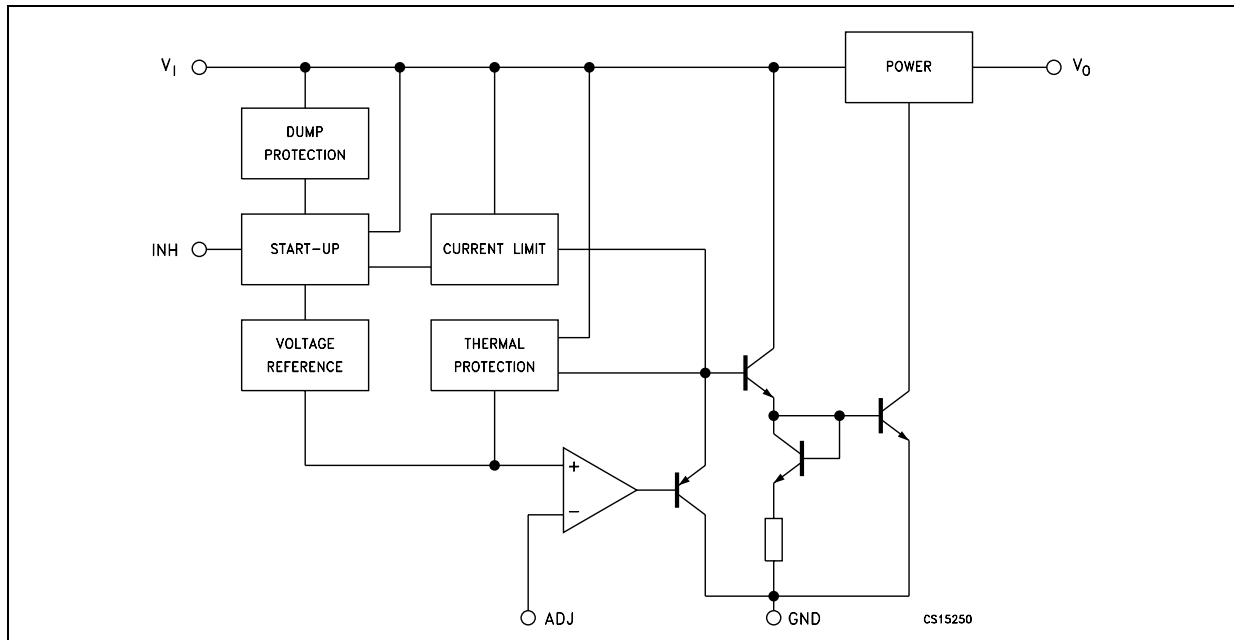 V_I
POWER
V_O
DUMP
PROTECTION
INH
START-UP
CURRENT LIMIT
VOLTAGE
REFERENCE
THERMAL
PROTECTION
+
−
ADJ
GND
CS15250